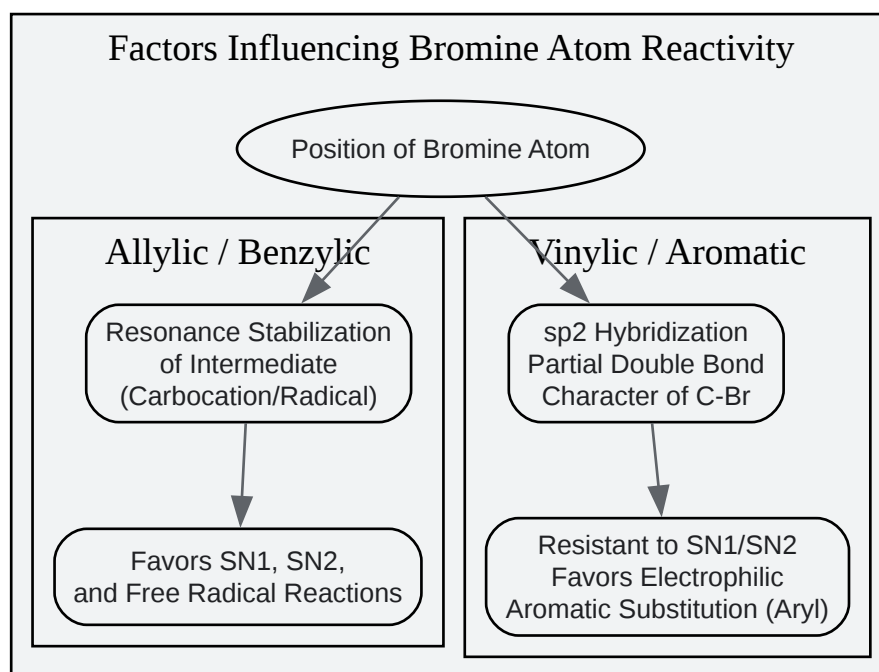 Factors Influencing Bromine Atom Reactivity
Position of Bromine Atom
Allylic / Benzylic
Resonance Stabilization
of Intermediate
(Carbocation/Radical)
Favors SN1, SN2,
and Free Radical Reactions
Vinylic / Aromatic
sp2 Hybridization
Partial Double Bond
Character of C-Br
Resistant to SN1/SN2
Favors Electrophilic
Aromatic Substitution (Aryl)